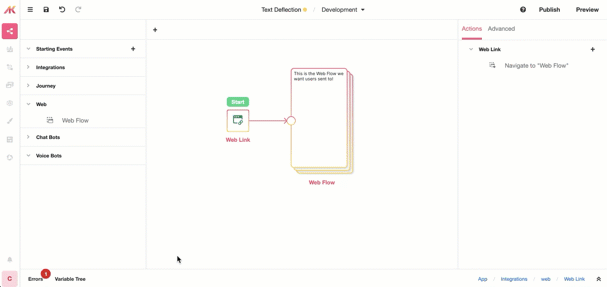 Text Deflection / Development
Publish
Preview
Starting Events
Integrations
Journey
Web
Web Flow
Chat Bots
Voice Bots
Start
Web Link
This is the Web Flow we
want users sent to!
Web Flow
Actions Advanced
Web Link
Navigate to "Web Flow"
C
Errors 1 Variable Tree
App Integrations web Web Link